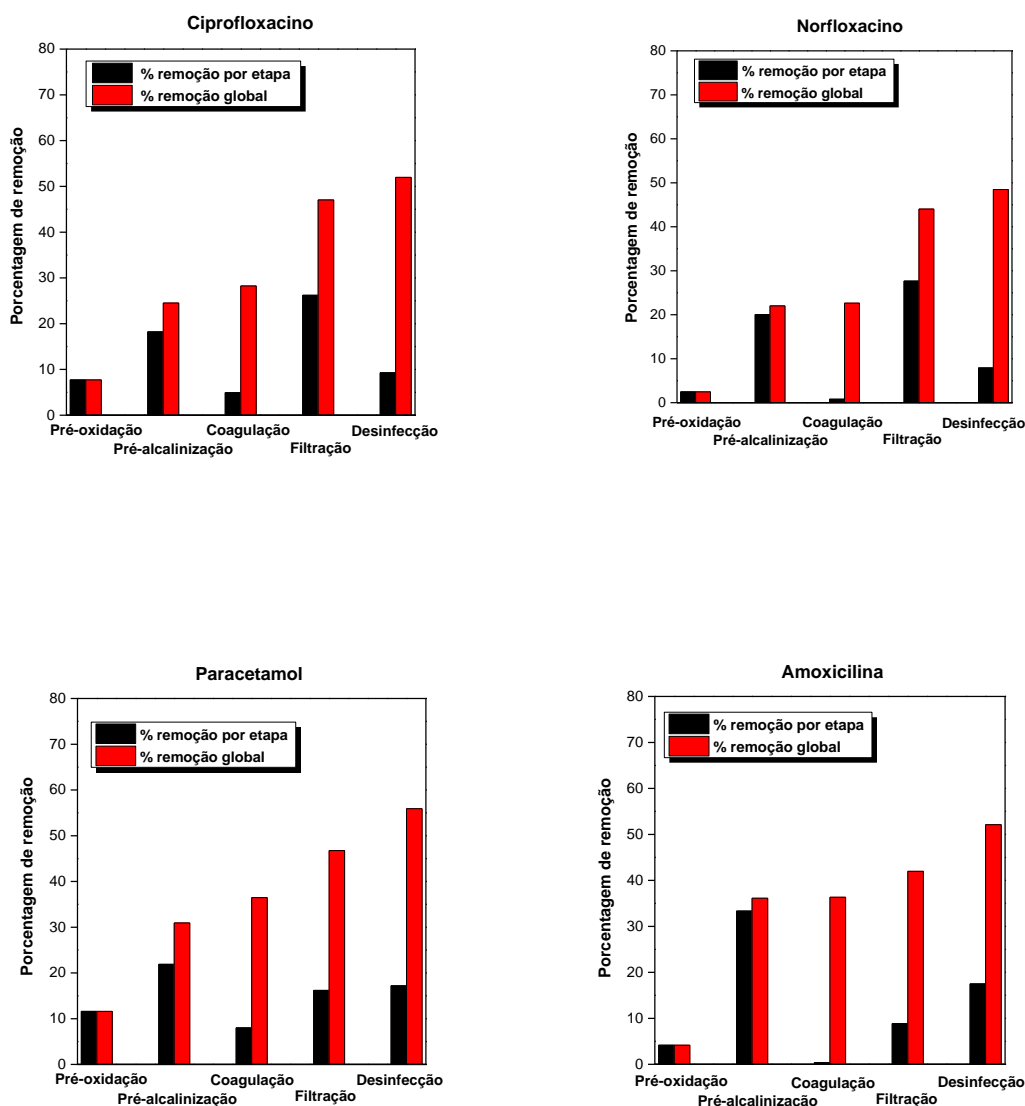 Ciprofloxacino
80
70
60
50
40
30
20
10
0
Porcentagem de remoção
% remoção por etapa
% remoção global
Pré-oxidação
Pré-alcalinização
Coagulação
Filtração
Desinfecção
Norfloxacino
80
70
60
50
40
30
20
10
0
Porcentagem de remoção
% remoção por etapa
% remoção global
Pré-oxidação
Pré-alcalinização
Coagulação
Filtração
Desinfecção
Paracetamol
80
70
60
50
40
30
20
10
0
Porcentagem de remoção
% remoção por etapa
% remoção global
Pré-oxidação
Pré-alcalinização
Coagulação
Filtração
Desinfecção
Amoxicilina
80
70
60
50
40
30
20
10
0
Porcentagem de remoção
% remoção por etapa
% remoção global
Pré-oxidação
Pré-alcalinização
Coagulação
Filtração
Desinfecção